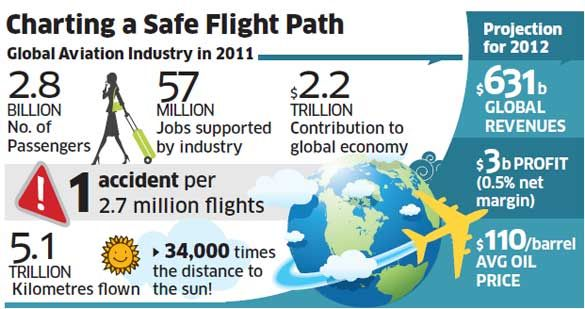 Charting a Safe Flight Path
Global Aviation Industry in 2011
2.8
BILLION
No. of
Passengers
57
MILLION
Jobs supported
by industry
$2.2
TRILLION
Contribution to
global economy
! 1 accident per
2.7 million flights
5.1
TRILLION
Kilometres flown
34,000 times
the distance to
the sun!
Projection
for 2012
$631b
GLOBAL
REVENUES
$3b PROFIT
(0.5% net
margin)
$110/barrel
AVG OIL
PRICE